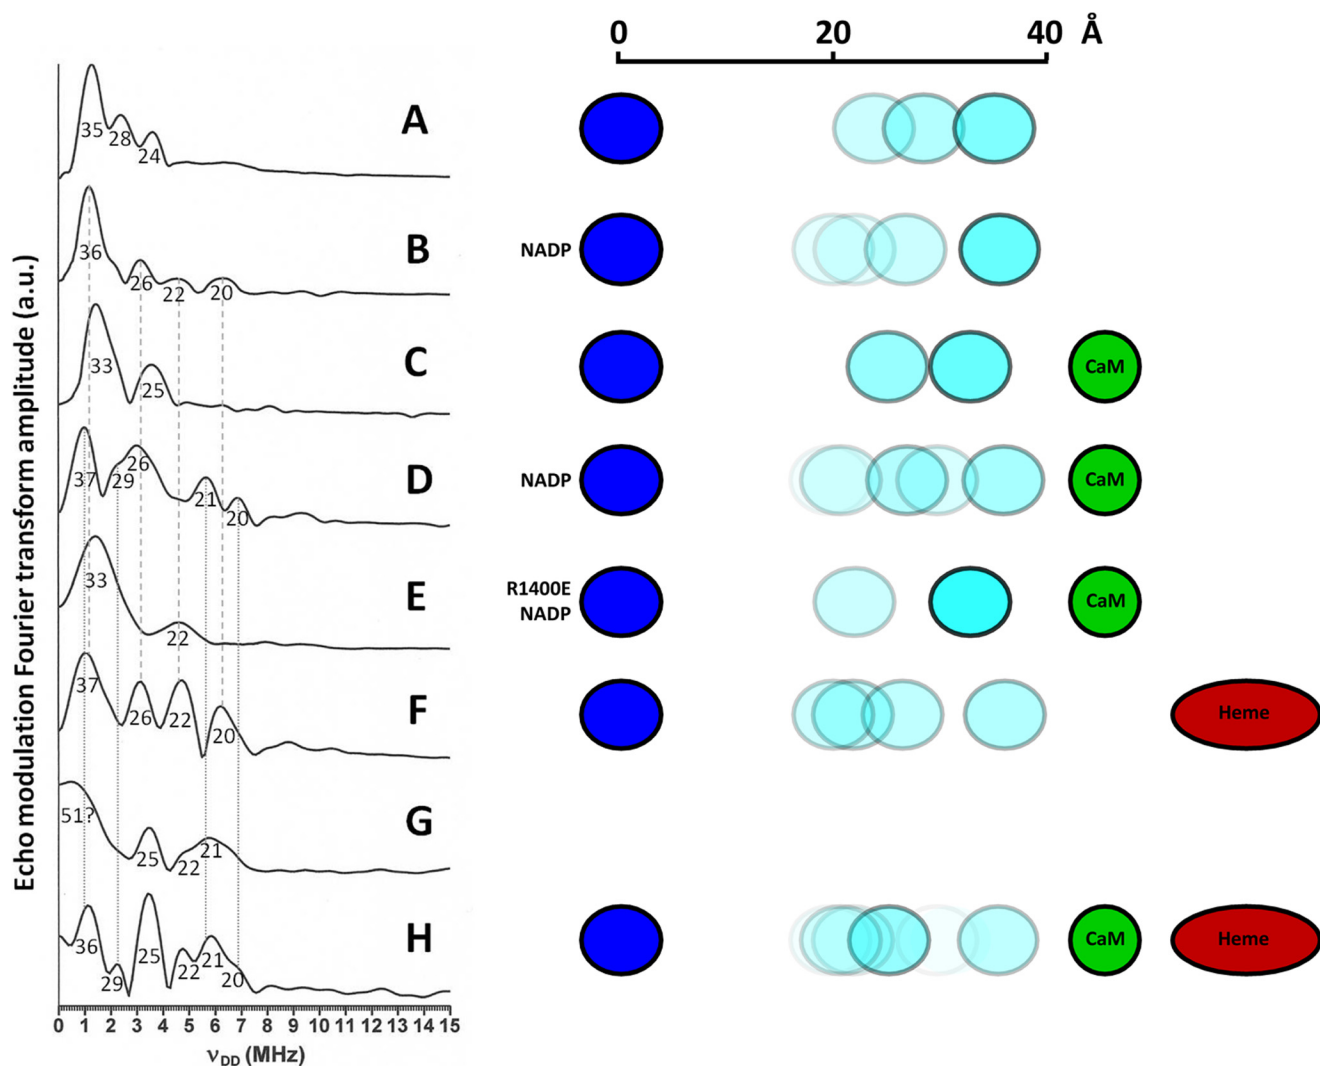 0 20 40 Å
A
35 28 24
B
36 26 22 20
NADP
C
33 25
CaM
D
37 29 26 21 20
NADP
CaM
E
33 22
R1400E
NADP
CaM
F
37 26 22 20
Heme
G
51? 25 22 21
H
36 29 25 22 21 20
CaM
Heme
Echo modulation Fourier transform amplitude (a.u.)
0 1 2 3 4 5 6 7 8 9 10 11 12 13 14 15
νDD (MHz)